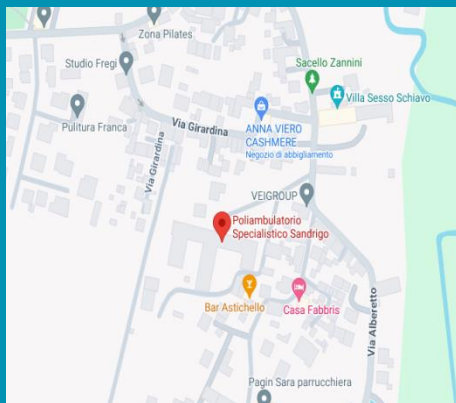 Zona Pilates
Studio Fregi
Sacello Zannini
Villa Sesso Schiavo
Pulitura Franca
Via Girardina
ANNA VIERO
CASHMERE
Negozio di abbigliamento
Via Girardina
VEIGROUP
Poliambulatorio
Specialistico Sandrigo
Bar Astichello
Casa Fabbris
Via Alberetto
Pagin Sara parrucchiera